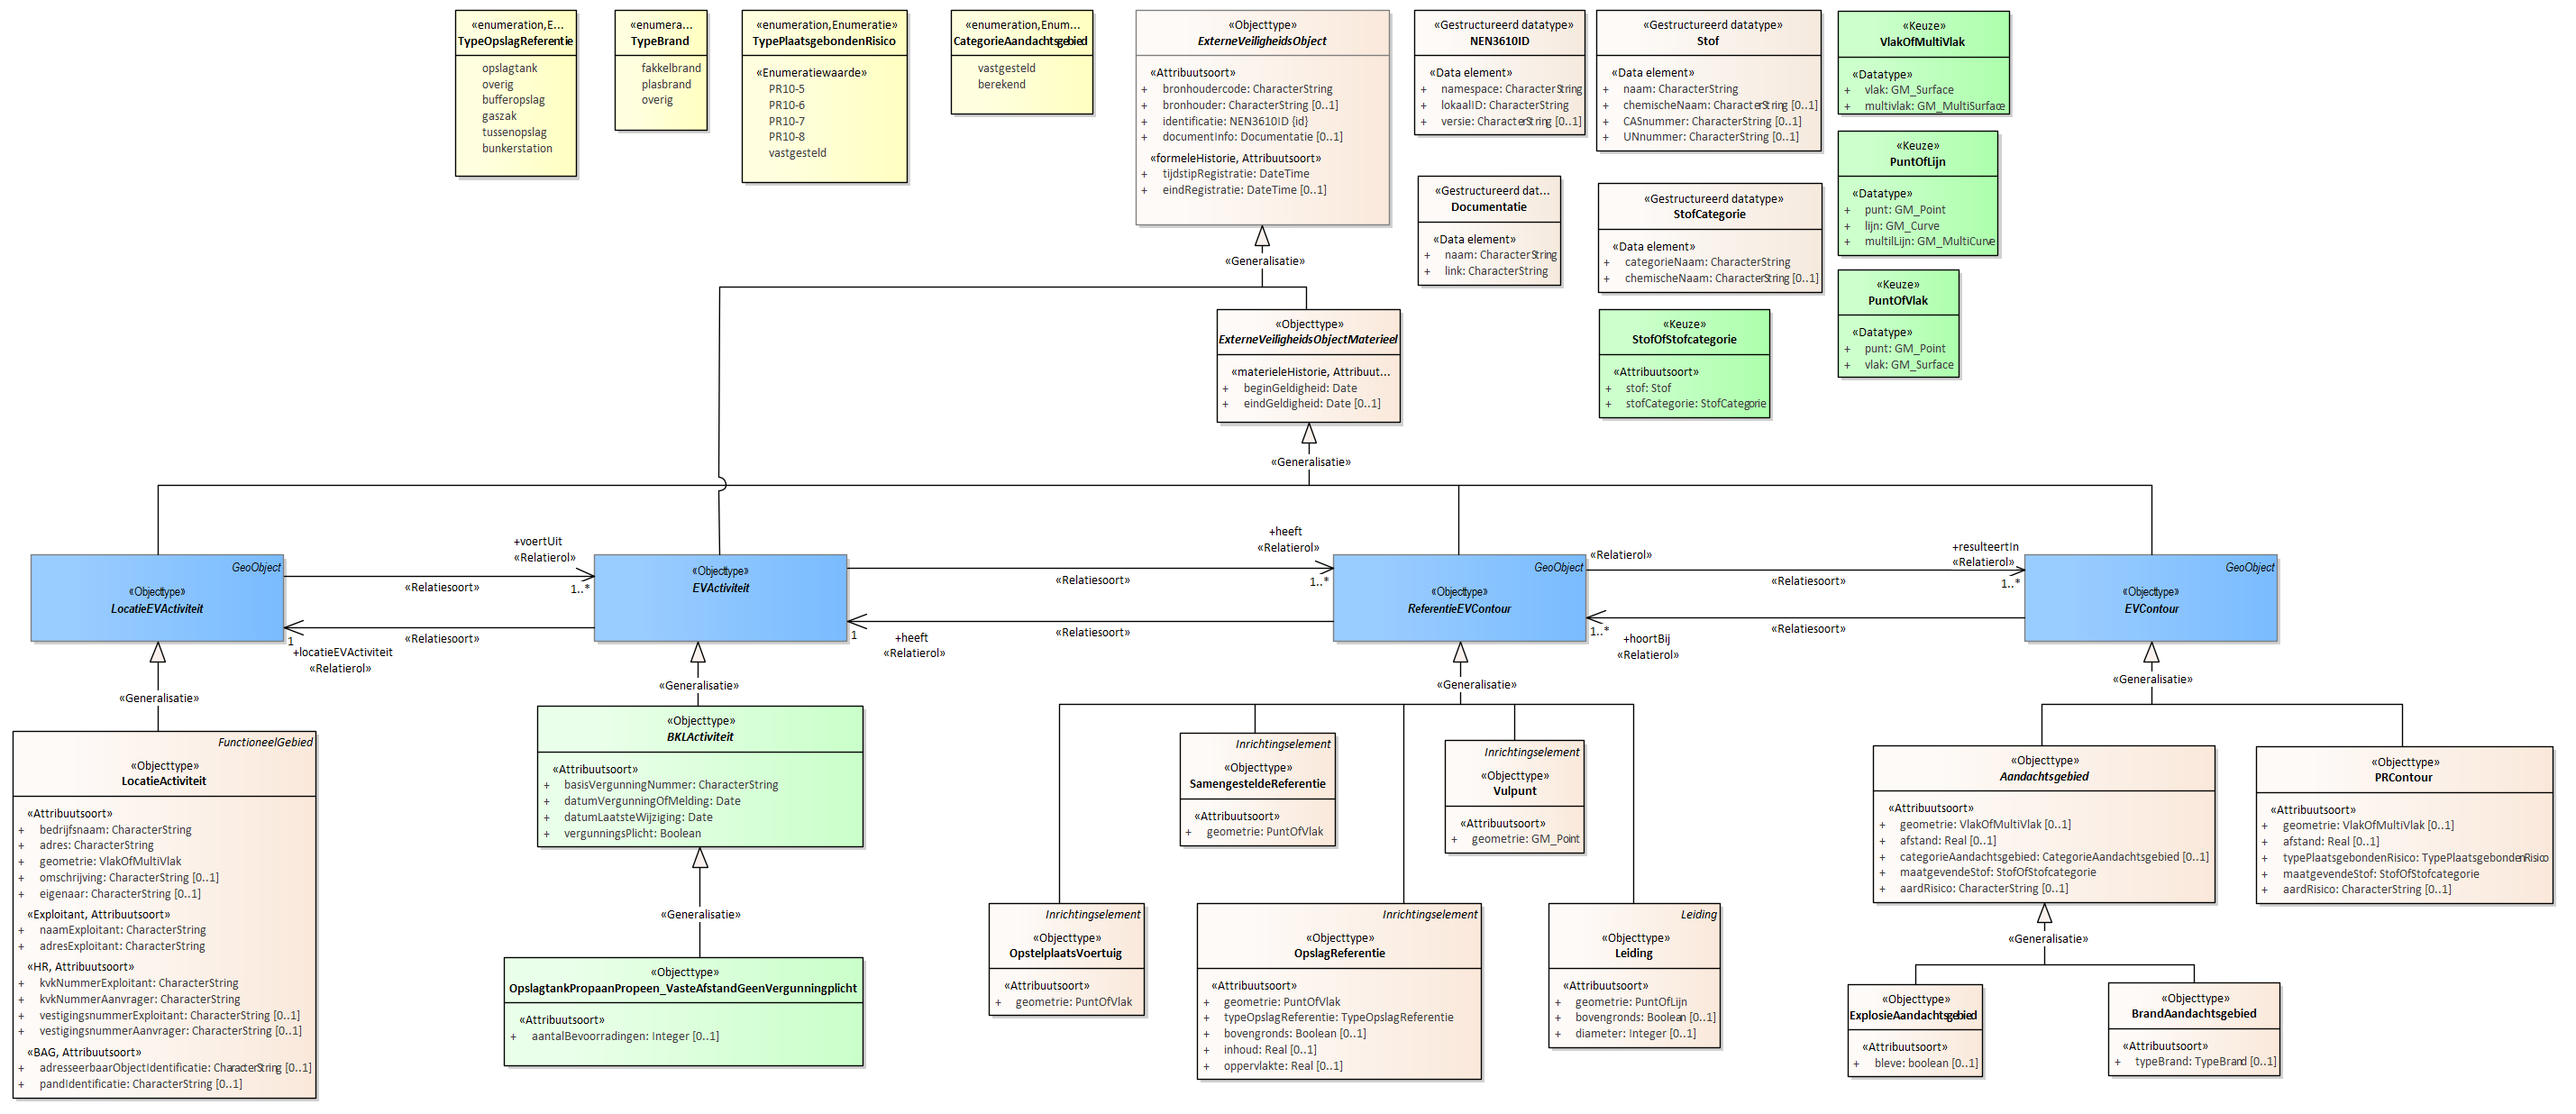 «enumeration,E...
TypeOpslagReferentie
opslagtank
overig
bufferopslag
gaszak
tussenopslag
bunkerstation
«enumera...
TypeBrand
fakkelbrand
plasbrand
overig
«enumeration,Enumeratie»
TypePlaatsgebondenRisico
«Enumeratiewaarde»
PR10-5
PR10-6
PR10-7
PR10-8
vastgesteld
«enumeration,Enum...
CategorieAandachtsgebied
vastgesteld
berekend
«Objecttype»
ExterneVeiligheidsObject
«Attribuutsoort»
+ bronhoudercode: CharacterString
+ bronhouder: CharacterString [0..1]
+ identificatie: NEN3610ID {id}
+ documentInfo: Documentatie [0..1]
«formeleHistorie, Attribuutsoort»
+ tijdstipRegistratie: DateTime
+ eindRegistratie: DateTime [0..1]
«Gestructureerd datatype»
NEN3610ID
«Data element»
+ namespace: CharacterString
+ lokaalID: CharacterString
+ versie: CharacterString [0..1]
«Gestructureerd datatype»
Stof
«Data element»
+ naam: CharacterString
+ chemischeNaam: CharacterString [0..1]
+ CASnummer: CharacterString [0..1]
+ UNnummer: CharacterString [0..1]
«Keuze»
VlakOfMultiVlak
«Datatype»
+ vlak: GM_Surface
+ multivlak: GM_MultiSurface
«Keuze»
PuntOfLijn
«Datatype»
+ punt: GM_Point
+ lijn: GM_Curve
+ multilLijn: GM_MultiCurve
«Gestructureerd dat...
Documentatie
«Data element»
+ naam: CharacterString
+ link: CharacterString
«Gestructureerd datatype»
StofCategorie
«Data element»
+ categorieNaam: CharacterString
+ chemischeNaam: CharacterString [0..1]
«Keuze»
PuntOfVlak
«Datatype»
+ punt: GM_Point
+ vlak: GM_Surface
«Keuze»
StofOfStofcategorie
«Attribuutsoort»
+ stof: Stof
+ stofCategorie: StofCategorie
«Generalisatie»
«Objecttype»
ExterneVeiligheidsObjectMaterieel
«materieleHistorie, Attribuut...
+ beginGeldigheid: Date
+ eindGeldigheid: Date [0..1]
«Generalisatie»
GeoObject
«Objecttype»
LocatieEVActiviteit
+voertUit
«Relatierol»
1..*
«Relatiesoort»
«Relatiesoort»
1
+locatieEVActiviteit
«Relatierol»
«Objecttype»
EVActiviteit
+heeft
«Relatierol»
1..*
«Relatiesoort»
«Relatiesoort»
1
+heeft
«Relatierol»
GeoObject
«Objecttype»
ReferentieEVContour
«Relatierol»
+resulteertIn
«Relatierol»
1..*
«Relatiesoort»
«Relatiesoort»
1..*
+hoortBij
«Relatierol»
GeoObject
«Objecttype»
EVContour
«Generalisatie»
«Generalisatie»
«Generalisatie»
«Generalisatie»
FunctioneelGebied
«Objecttype»
LocatieActiviteit
«Attribuutsoort»
+ bedrijfsnaam: CharacterString
+ adres: CharacterString
+ geometrie: VlakOfMultiVlak
+ omschrijving: CharacterString [0..1]
+ eigenaar: CharacterString [0..1]
«Exploitant, Attribuutsoort»
+ naamExploitant: CharacterString
+ adresExploitant: CharacterString
«HR, Attribuutsoort»
+ kvkNummerExploitant: CharacterString
+ kvkNummerAanvrager: CharacterString
+ vestigingsnummerExploitant: CharacterString [0..1]
+ vestigingsnummerAanvrager: CharacterString [0..1]
«BAG, Attribuutsoort»
+ adresseerbaarObjectIdentificatie: CharacterString [0..1]
+ pandIdentificatie: CharacterString [0..1]
«Objecttype»
BKLActiviteit
«Attribuutsoort»
+ basisVergunningNummer: CharacterString
+ datumVergunningOfMelding: Date
+ datumLaatsteWijziging: Date
+ vergunningsPlicht: Boolean
«Generalisatie»
«Objecttype»
OpslagtankPropaanPropeen_VasteAfstandGeenVergunningplicht
«Attribuutsoort»
+ aantalBevoorradingen: Integer [0..1]
Inrichtingselement
«Objecttype»
SamengesteldeReferentie
«Attribuutsoort»
+ geometrie: PuntOfVlak
Inrichtingselement
«Objecttype»
Vulpunt
«Attribuutsoort»
+ geometrie: GM_Point
Inrichtingselement
«Objecttype»
OpstelplaatsVoertuig
«Attribuutsoort»
+ geometrie: PuntOfVlak
Inrichtingselement
«Objecttype»
OpslagReferentie
«Attribuutsoort»
+ geometrie: PuntOfVlak
+ typeOpslagReferentie: TypeOpslagReferentie
+ bovengronds: Boolean [0..1]
+ inhoud: Real [0..1]
+ oppervlakte: Real [0..1]
Leiding
«Objecttype»
Leiding
«Attribuutsoort»
+ geometrie: PuntOfLijn
+ bovengronds: Boolean [0..1]
+ diameter: Integer [0..1]
«Objecttype»
Aandachtsgebied
«Attribuutsoort»
+ geometrie: VlakOfMultiVlak [0..1]
+ afstand: Real [0..1]
+ categorieAandachtsgebied: CategorieAandachtsgebied [0..1]
+ maatgevendeStof: StofOfStofcategorie
+ aardRisico: CharacterString [0..1]
«Objecttype»
PRContour
«Attribuutsoort»
+ geometrie: VlakOfMultiVlak [0..1]
+ afstand: Real [0..1]
+ typePlaatsgebondenRisico: TypePlaatsgebondenRisico
+ maatgevendeStof: StofOfStofcategorie
+ aardRisico: CharacterString [0..1]
«Generalisatie»
«Objecttype»
ExplosieAandachtsgebied
«Attribuutsoort»
+ bleve: boolean [0..1]
«Objecttype»
BrandAandachtsgebied
«Attribuutsoort»
+ typeBrand: TypeBrand [0..1]